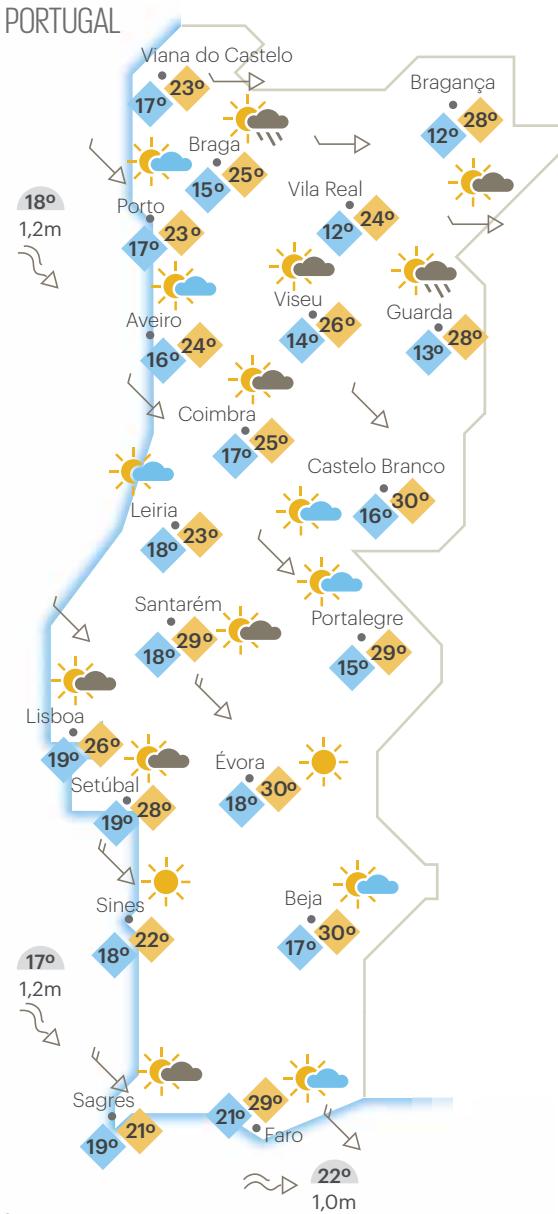 PORTUGAL
Viana do Castelo
17º 23º
Bragança
12º 28º
Braga
15º 25º
Vila Real
12º 24º
18º
1,2m
Porto
17º 23º
Viseu
14º 26º
Guarda
13º 28º
Aveiro
16º 24º
Coimbra
17º 25º
Castelo Branco
16º 30º
Leiria
18º 23º
Santarém
18º 29º
Portalegre
15º 29º
Lisboa
19º 26º
Évora
18º 30º
Setúbal
19º 28º
Sines
18º 22º
Beja
17º 30º
17º
1,2m
Sagres
19º 21º
21º 29º
Faro
22º
1,0m